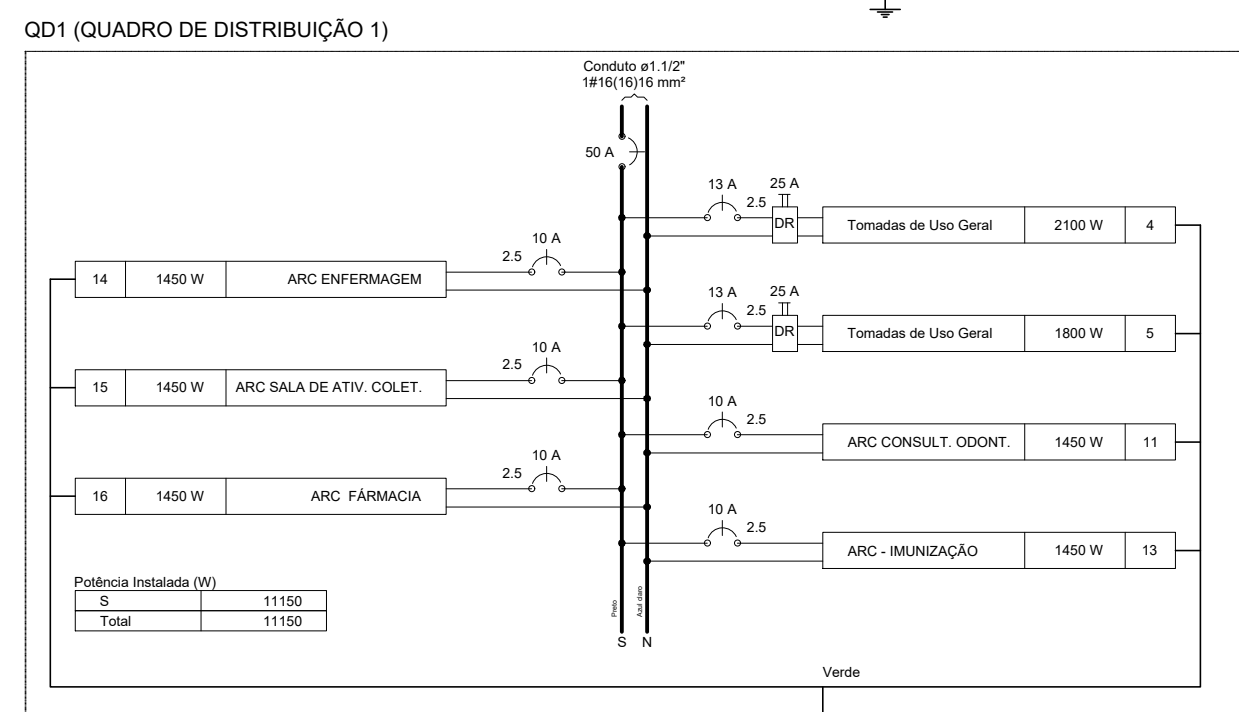 QD1 (QUADRO DE DISTRIBUIÇÃO 1)
Conduto ø1.1/2"
1#16(16)16 mm²
50 A
13 A 25 A
2.5
DR
Tomadas de Uso Geral 2100 W 4
10 A
2.5
14 1450 W ARC ENFERMAGEM
13 A 25 A
2.5
DR
Tomadas de Uso Geral 1800 W 5
10 A
2.5
15 1450 W ARC SALA DE ATIV. COLET.
10 A
2.5
ARC CONSULT. ODONT. 1450 W 11
10 A
2.5
16 1450 W ARC FÁRMACIA
10 A
2.5
ARC - IMUNIZAÇÃO 1450 W 13
Potência Instalada (W)
S 11150
Total 11150
Preto
Azul claro
S N
Verde